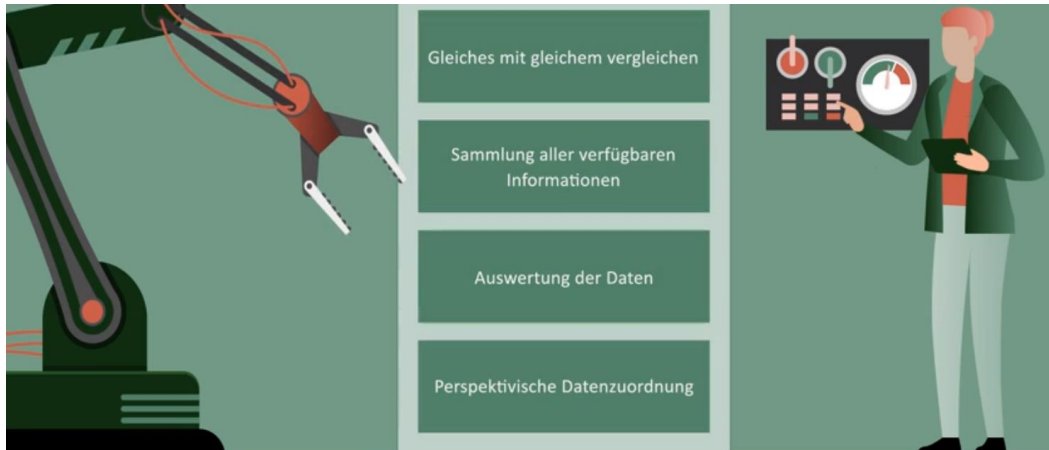 Gleiches mit gleichem vergleichen
Sammlung aller verfügbaren
Informationen
Auswertung der Daten
Perspektivische Datenzuordnung